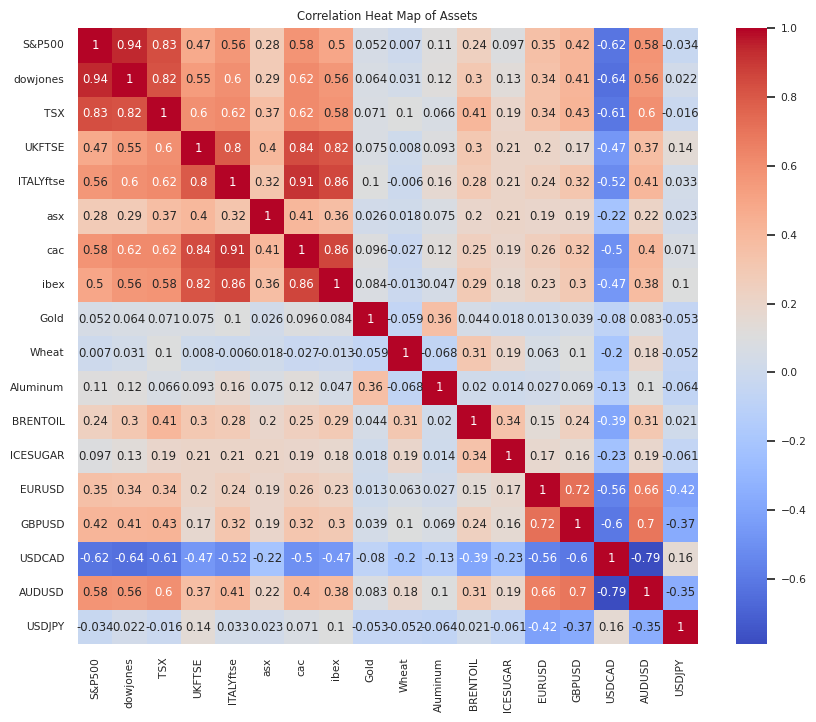 Correlation Heat Map of Assets
S&P500 1 0.94 0.83 0.47 0.56 0.28 0.58 0.5 0.052 0.007 0.11 0.24 0.097 0.35 0.42 -0.62 0.58 -0.034
dowjones 0.94 1 0.82 0.55 0.6 0.29 0.62 0.56 0.064 0.031 0.12 0.3 0.13 0.34 0.41 -0.64 0.56 0.022
TSX 0.83 0.82 1 0.6 0.62 0.37 0.62 0.58 0.071 0.1 0.066 0.41 0.19 0.34 0.43 -0.61 0.6 -0.016
UKFTSE 0.47 0.55 0.6 1 0.8 0.4 0.84 0.82 0.075 0.008 0.093 0.3 0.21 0.2 0.17 -0.47 0.37 0.14
ITALYftse 0.56 0.6 0.62 0.8 1 0.32 0.91 0.86 0.1 -0.006 0.16 0.28 0.21 0.24 0.32 -0.52 0.41 0.033
asx 0.28 0.29 0.37 0.4 0.32 1 0.41 0.36 0.026 0.018 0.075 0.2 0.21 0.19 0.19 -0.22 0.22 0.023
cac 0.58 0.62 0.62 0.84 0.91 0.41 1 0.86 0.096 -0.027 0.12 0.25 0.19 0.26 0.32 -0.5 0.4 0.071
ibex 0.5 0.56 0.58 0.82 0.86 0.36 0.86 1 0.084 -0.013 0.047 0.29 0.18 0.23 0.3 -0.47 0.38 0.1
Gold 0.052 0.064 0.071 0.075 0.1 0.026 0.096 0.084 1 -0.059 0.36 0.044 0.018 0.013 0.039 -0.08 0.083 -0.053
Wheat 0.007 0.031 0.1 0.008 -0.006 0.018 -0.027 -0.013 -0.059 1 -0.068 0.31 0.19 0.063 0.1 -0.2 0.18 -0.052
Aluminum 0.11 0.12 0.066 0.093 0.16 0.075 0.12 0.047 0.36 -0.068 1 0.02 0.014 0.027 0.069 -0.13 0.1 -0.064
BRENTOIL 0.24 0.3 0.41 0.3 0.28 0.2 0.25 0.29 0.044 0.31 0.02 1 0.34 0.15 0.24 -0.39 0.31 0.021
ICESUGAR 0.097 0.13 0.19 0.21 0.21 0.21 0.19 0.18 0.018 0.19 0.014 0.34 1 0.17 0.16 -0.23 0.19 -0.061
EURUSD 0.35 0.34 0.34 0.2 0.24 0.19 0.26 0.23 0.013 0.063 0.027 0.15 0.17 1 0.72 -0.56 0.66 -0.42
GBPUSD 0.42 0.41 0.43 0.17 0.32 0.19 0.32 0.3 0.039 0.1 0.069 0.24 0.16 0.72 1 -0.6 0.7 -0.37
USDCAD -0.62 -0.64 -0.61 -0.47 -0.52 -0.22 -0.5 -0.47 -0.08 -0.2 -0.13 -0.39 -0.23 -0.56 -0.6 1 -0.79 0.16
AUDUSD 0.58 0.56 0.6 0.37 0.41 0.22 0.4 0.38 0.083 0.18 0.1 0.31 0.19 0.66 0.7 -0.79 1 -0.35
USDJPY -0.034 0.022 -0.016 0.14 0.033 0.023 0.071 0.1 -0.053 -0.052 -0.064 0.021 -0.061 -0.42 -0.37 0.16 -0.35 1
S&P500 dowjones TSX UKFTSE ITALYftse asx cac ibex Gold Wheat Aluminum BRENTOIL ICESUGAR EURUSD GBPUSD USDCAD AUDUSD USDJPY
1.0
0.8
0.6
0.4
0.2
0.0
−0.2
−0.4
−0.6